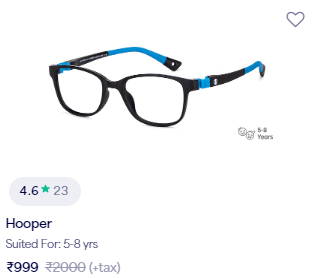 5-8
Years
4.6★23
Hooper
Suited For: 5-8 yrs
₹999 ₹2000 (+tax)